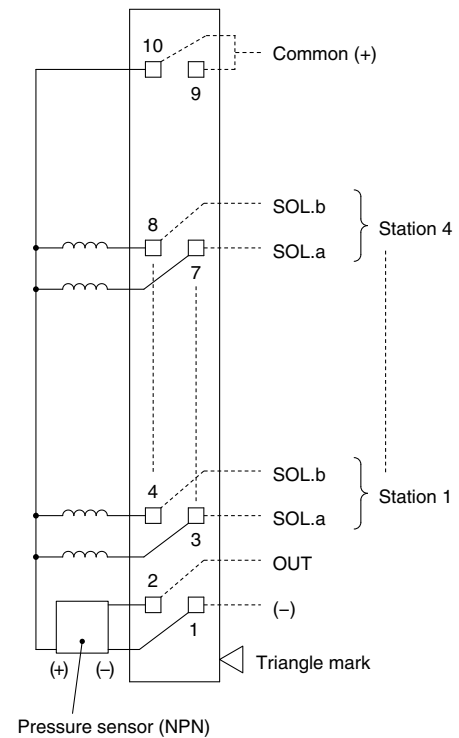 10
Common (+)
9
SOL.b
8
Station 4
SOL.a
7
SOL.b
4
Station 1
SOL.a
3
OUT
2
(–)
1
(+) (–)
Triangle mark
Pressure sensor (NPN)